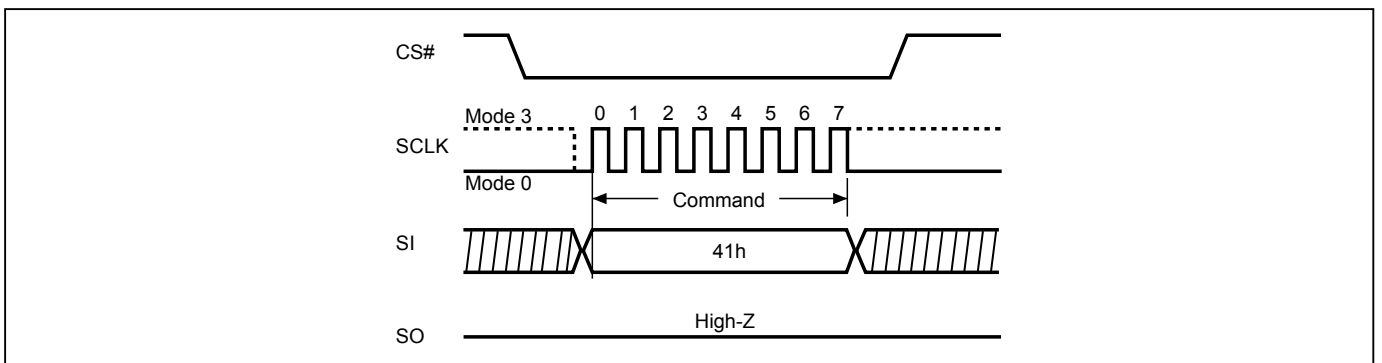 CS#
Mode 3
0 1 2 3 4 5 6 7
SCLK
Mode 0
Command
SI
41h
High-Z
SO